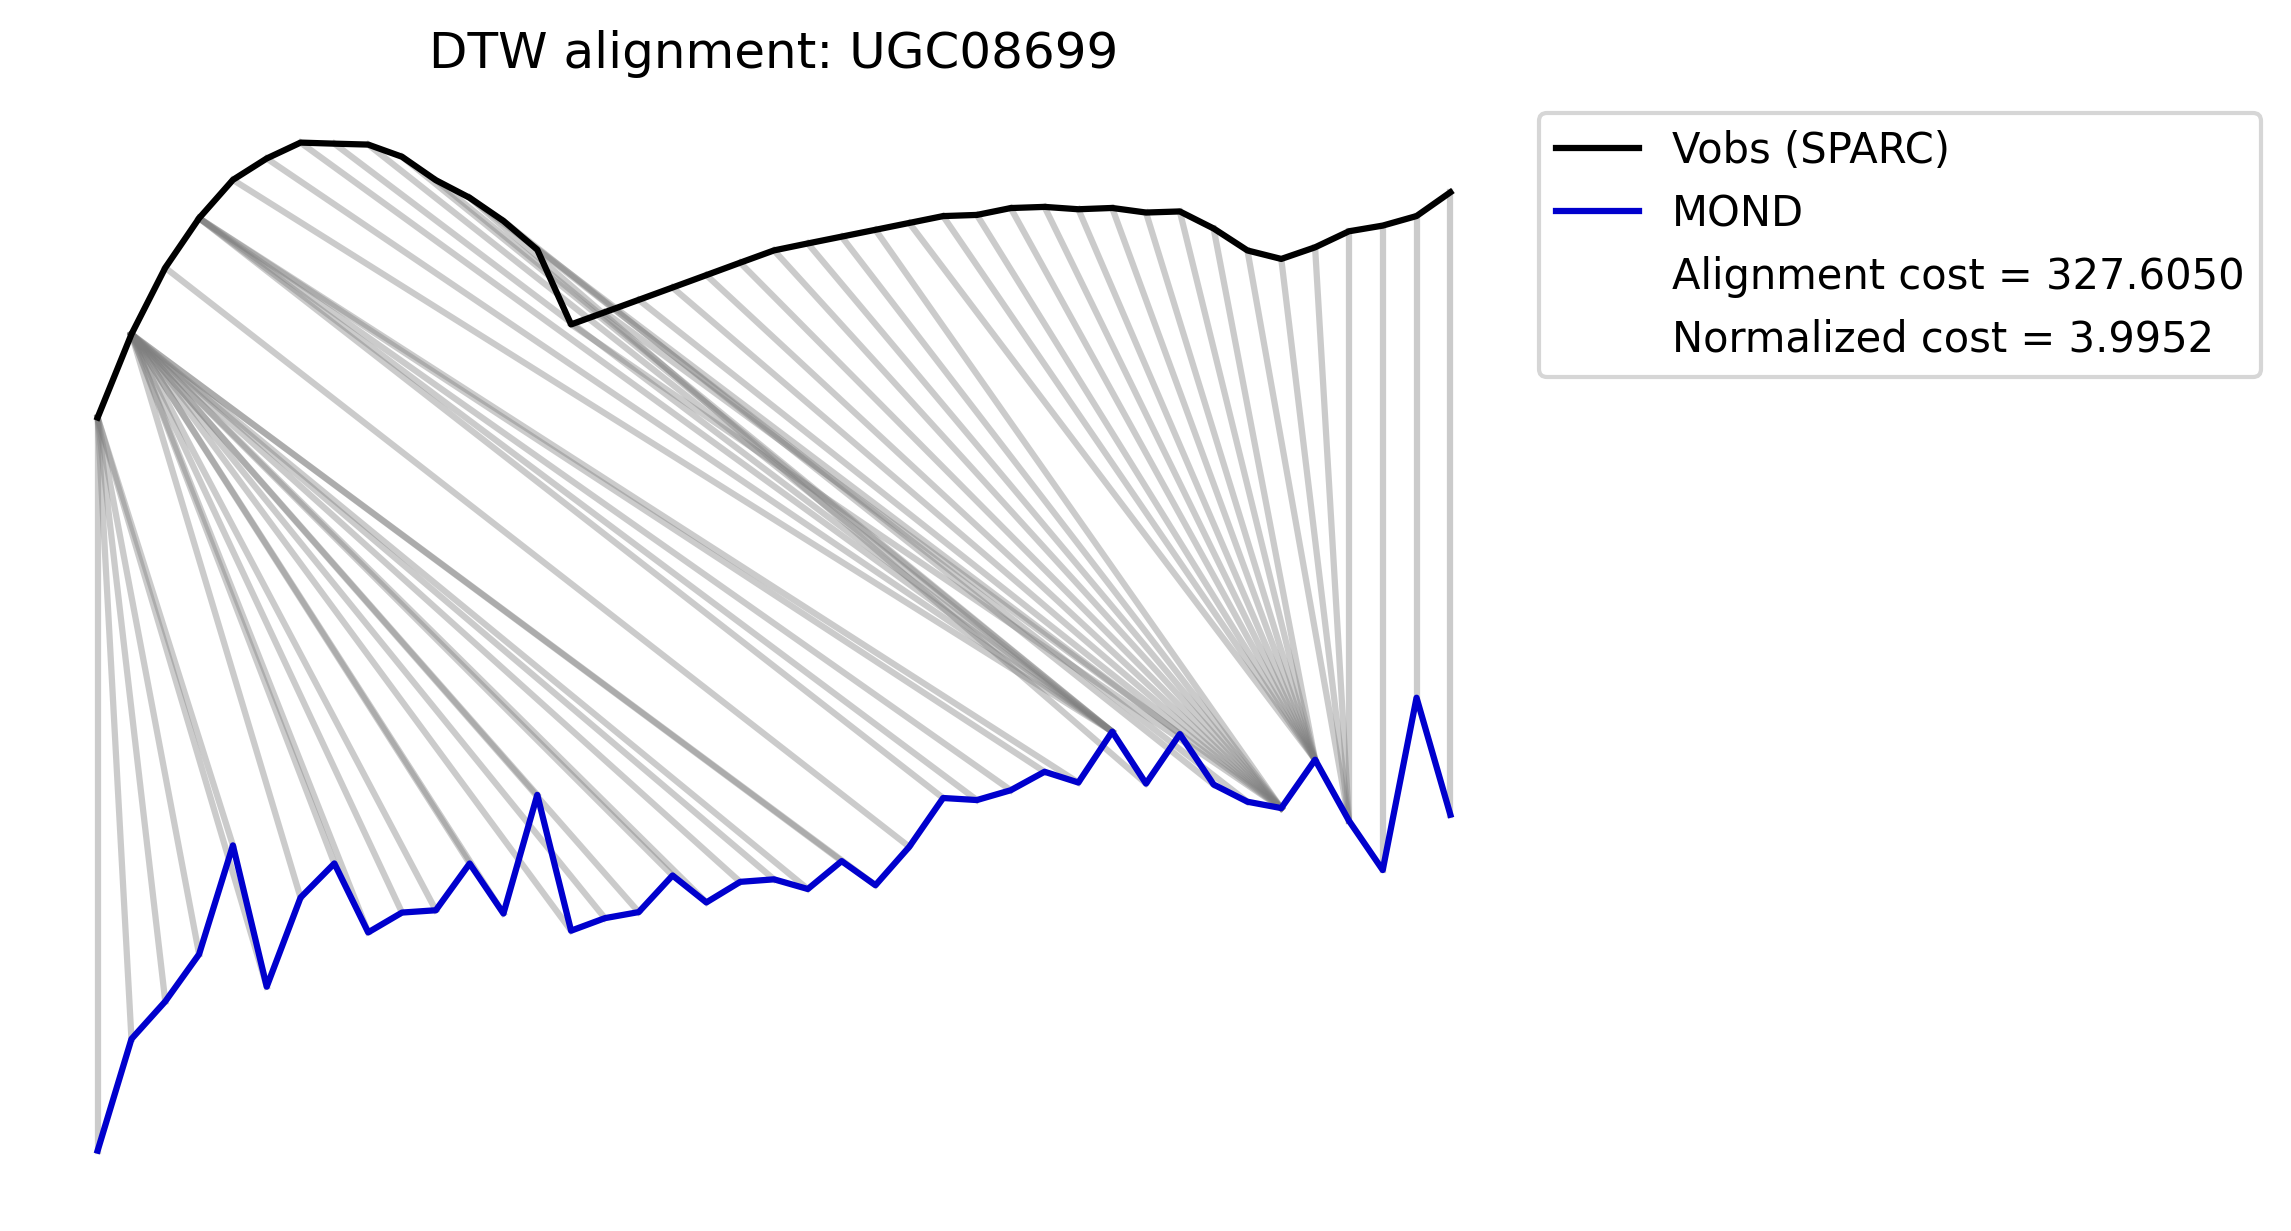 DTW alignment: UGC08699
Vobs (SPARC)
MOND
Alignment cost = 327.6050
Normalized cost = 3.9952